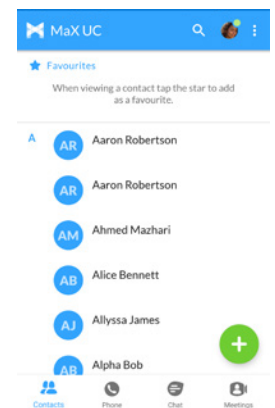 MaX UC
Favourites
When viewing a contact tap the star to add
as a favourite.
A
AR Aaron Robertson
AR Aaron Robertson
AM Ahmed Mazhari
AB Alice Bennett
AJ Allyssa James
AB Alpha Bob
Contacts Phone Chat Meetings